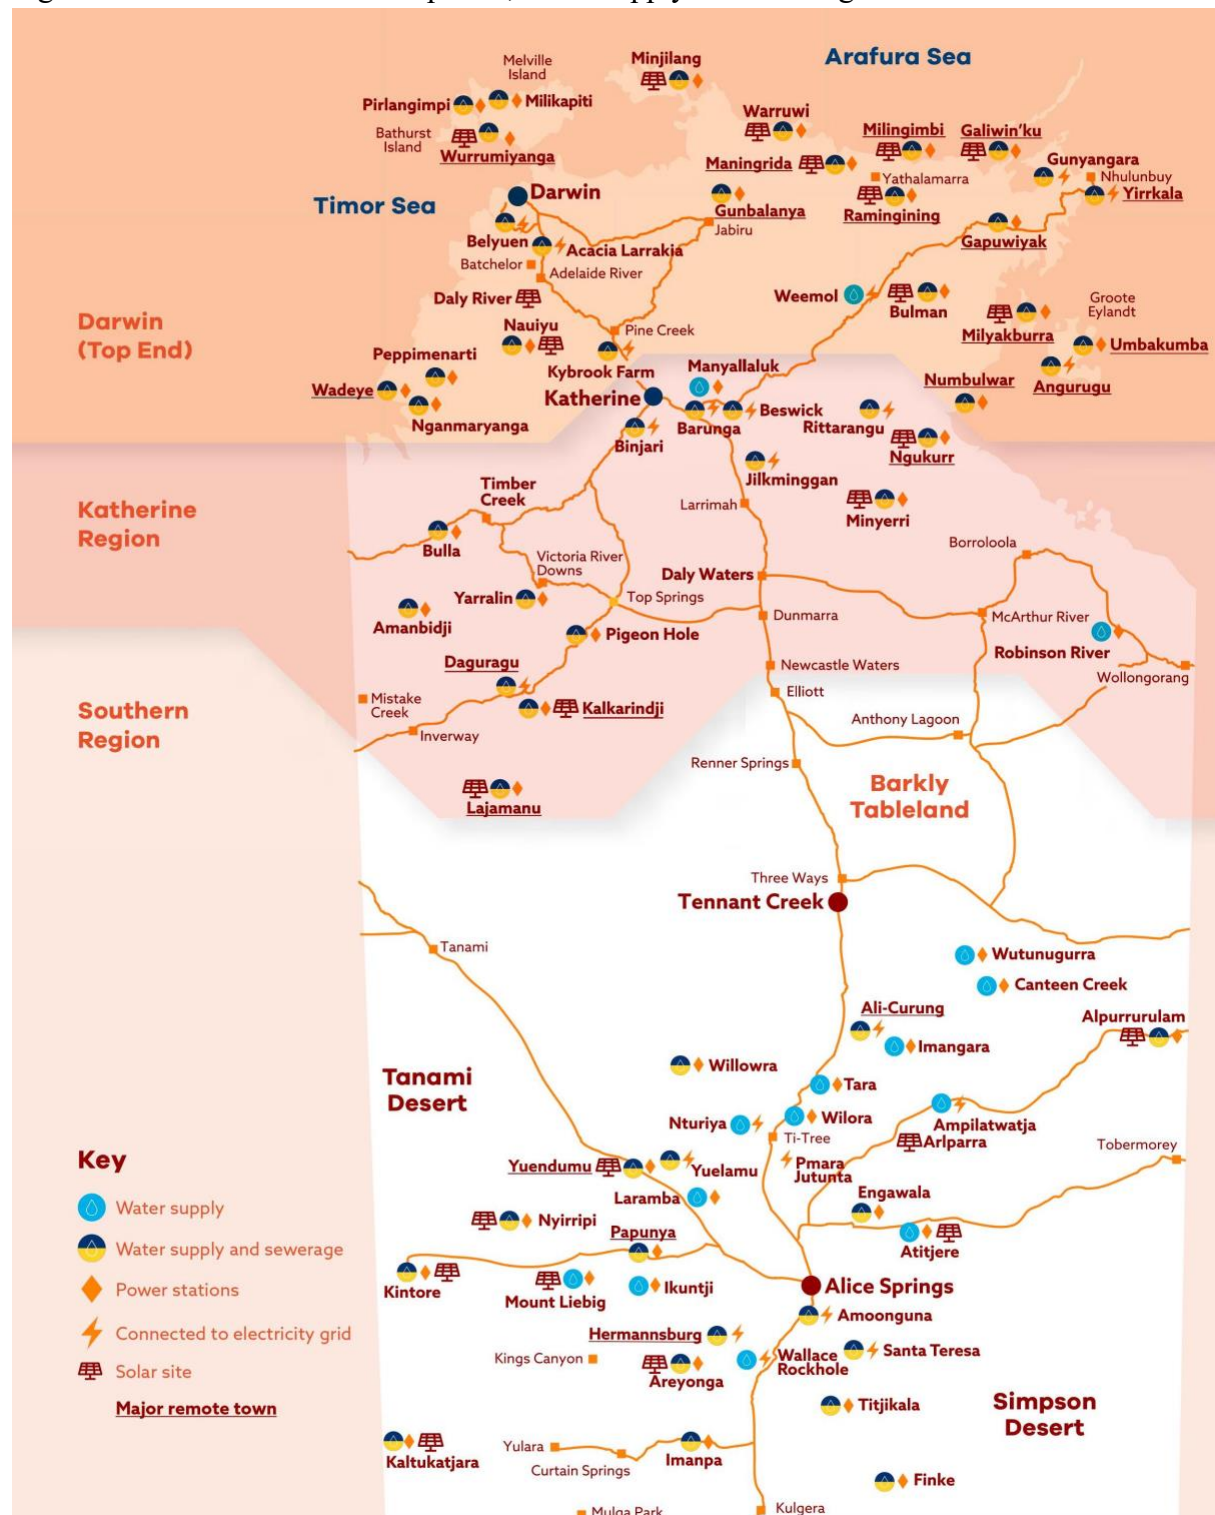 Minjilang
Arafura Sea
Melville
Island
Pirlangimpi
Milikapiti
Warruwi
Bathurst
Island
Wurrumiyanga
Milingimbi
Galiwin'ku
Maningrida
Gunyangara
Yathalamarra
Nhulunbuy
Darwin
Yirrkala
Timor Sea
Gunbalanya
Ramingining
Jabiru
Belyuen
Acacia Larrakia
Gapuwiyak
Batchelor
Adelaide River
Daly River
Weemol
Bulman
Groote
Eylandt
Darwin
(Top End)
Nauiyu
Pine Creek
Milyakburra
Umbakumba
Peppimenarti
Kybrook Farm
Manyallaluk
Angurugu
Wadeye
Katherine
Numbulwar
Nganmaryanga
Barunga
Beswick
Rittarangu
Binjari
Ngukurr
Jilkminggan
Timber
Creek
Larrimah
Minyerri
Katherine
Region
Bulla
Borroloola
Victoria River
Downs
Daly Waters
Yarralin
Top Springs
Amanbidji
Dunmarra
McArthur River
Pigeon Hole
Robinson River
Daguragu
Newcastle Waters
Wollongorang
Southern
Region
Mistake
Creek
Kalkarindji
Elliott
Inverway
Anthony Lagoon
Renner Springs
Barkly
Tableland
Lajamanu
Three Ways
Tennant Creek
Tanami
Wutunugurra
Canteen Creek
Ali-Curung
Alpurrurulam
Imangara
Willowra
Tanami
Desert
Tara
Nturiya
Wilora
Ampilatwatja
Ti-Tree
Arlparra
Tobermorey
Key
Yuendumu
Yuelamu
Pmara
Jutunta
Water supply
Laramba
Engawala
Nyirripi
Water supply and sewerage
Papunya
Atitjere
Power stations
Kintore
Mount Liebig
Ikuntji
Alice Springs
Amoonguna
Connected to electricity grid
Hermannsburg
Kings Canyon
Wallace
Rockhole
Santa Teresa
Solar site
Areyonga
Major remote town
Titjikala
Simpson
Desert
Kaltukatjara
Yulara
Curtain Springs
Imanpa
Finke
Mulga Park
Kulgera